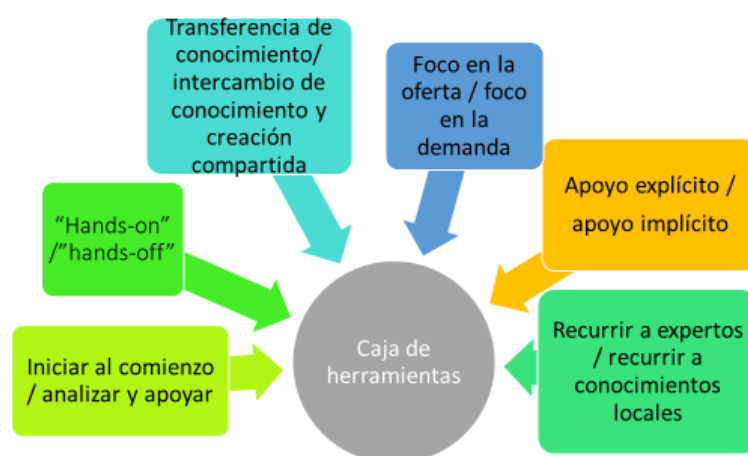 Transferencia de
conocimiento/
intercambio de
conocimiento y
creación
compartida
Foco en la
oferta / foco
en la
demanda
Apoyo explícito /
apoyo implícito
“Hands-on”
/”hands-off”
Iniciar al comienzo
/ analizar y apoyar
Caja de
herramientas
Recurrir a expertos
/ recurrir a
conocimientos
locales